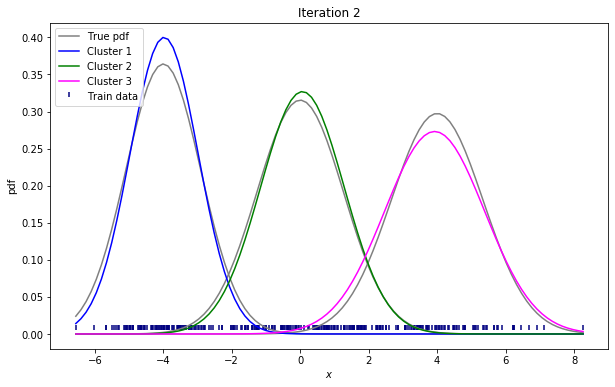 Iteration 2
True pdf
Cluster 1
Cluster 2
Cluster 3
Train data
pdf
0.40
0.35
0.30
0.25
0.20
0.15
0.10
0.05
0.00
−6 −4 −2 0 2 4 6 8
x